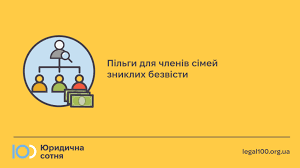 Пільги для членів сімей
зниклих безвісти
Юридична
сотня
legal100.org.ua